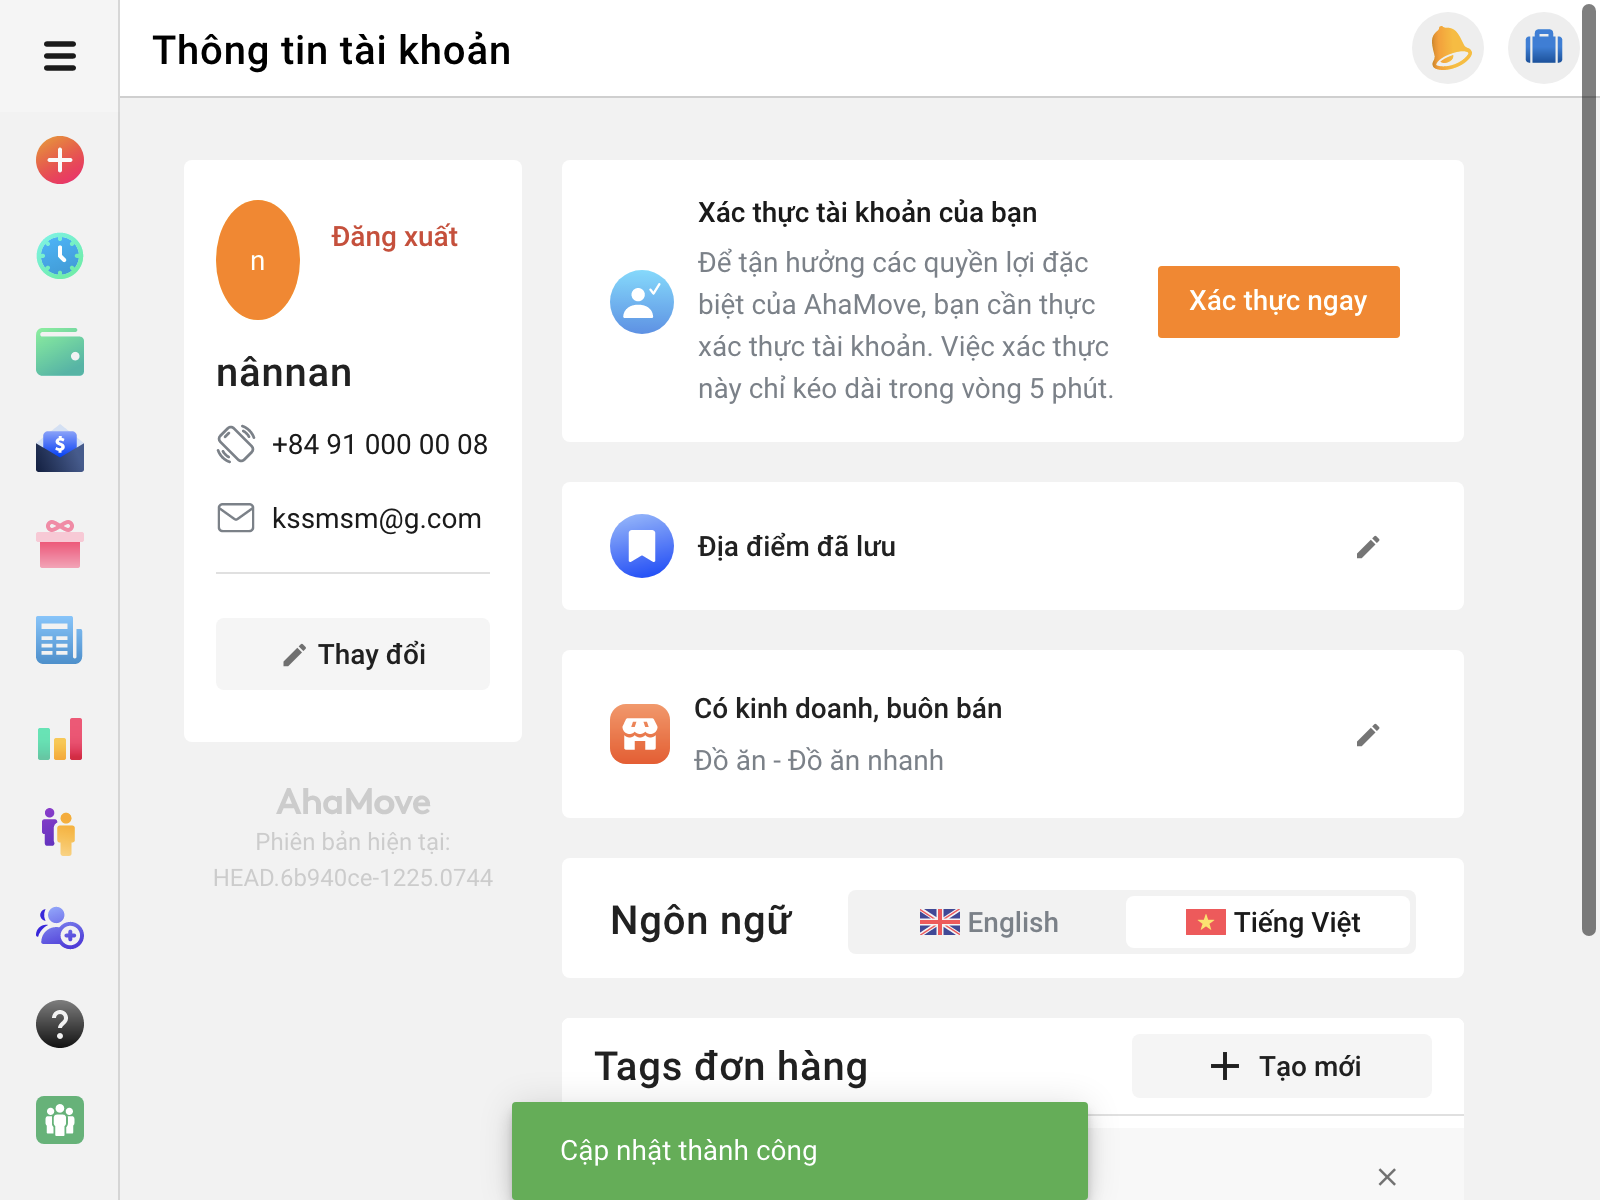 Thông tin tài khoản
n
Đăng xuất
nânnan
+84 91 000 00 08
kssmsm@g.com
Thay đổi
AhaMove
Phiên bản hiện tại:
HEAD.6b940ce-1225.0744
Xác thực tài khoản của bạn
Để tận hưởng các quyền lợi đặc
biệt của AhaMove, bạn cần thực
xác thực tài khoản. Việc xác thực
này chỉ kéo dài trong vòng 5 phút.
Xác thực ngay
Địa điểm đã lưu
Có kinh doanh, buôn bán
Đồ ăn - Đồ ăn nhanh
Ngôn ngữ
English
Tiếng Việt
Tags đơn hàng
Tạo mới
Cập nhật thành công